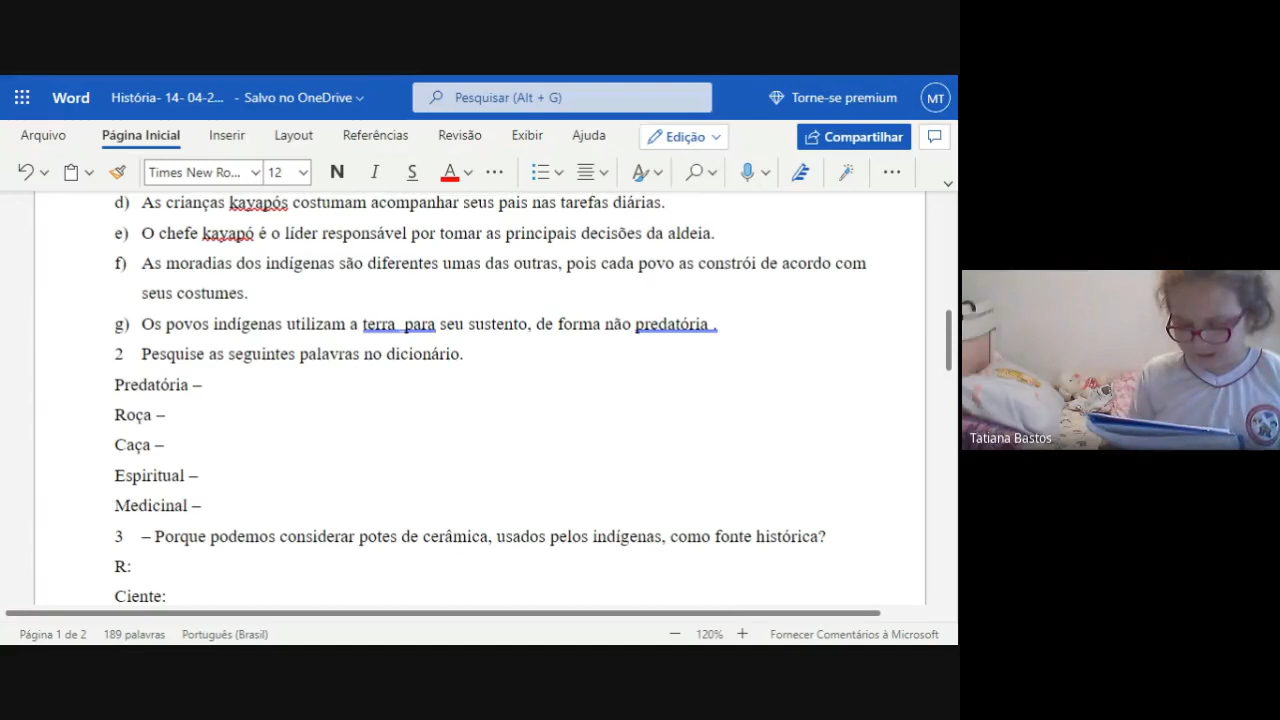 Word História- 14- 04-2... - Salvo no OneDrive Pesquisar (Alt + G) Torne-se premium MT
Arquivo Página Inicial Inserir Layout Referências Revisão Exibir Ajuda Edição Compartilhar
Times New Ro... 12 N I S A
d) As crianças kayapós costumam acompanhar seus pais nas tarefas diárias.
e) O chefe kayapó é o líder responsável por tomar as principais decisões da aldeia.
f) As moradias dos indígenas são diferentes umas das outras, pois cada povo as constrói de acordo com
seus costumes.
g) Os povos indígenas utilizam a terra  para seu sustento, de forma não predatória .
2 Pesquise as seguintes palavras no dicionário.
Predatória –
Roça –
Caça –
Espiritual –
Medicinal –
3 – Porque podemos considerar potes de cerâmica, usados pelos indígenas, como fonte histórica?
R:
Ciente:
Página 1 de 2 189 palavras Português (Brasil) 120% Fornecer Comentários à Microsoft
Tatiana Bastos